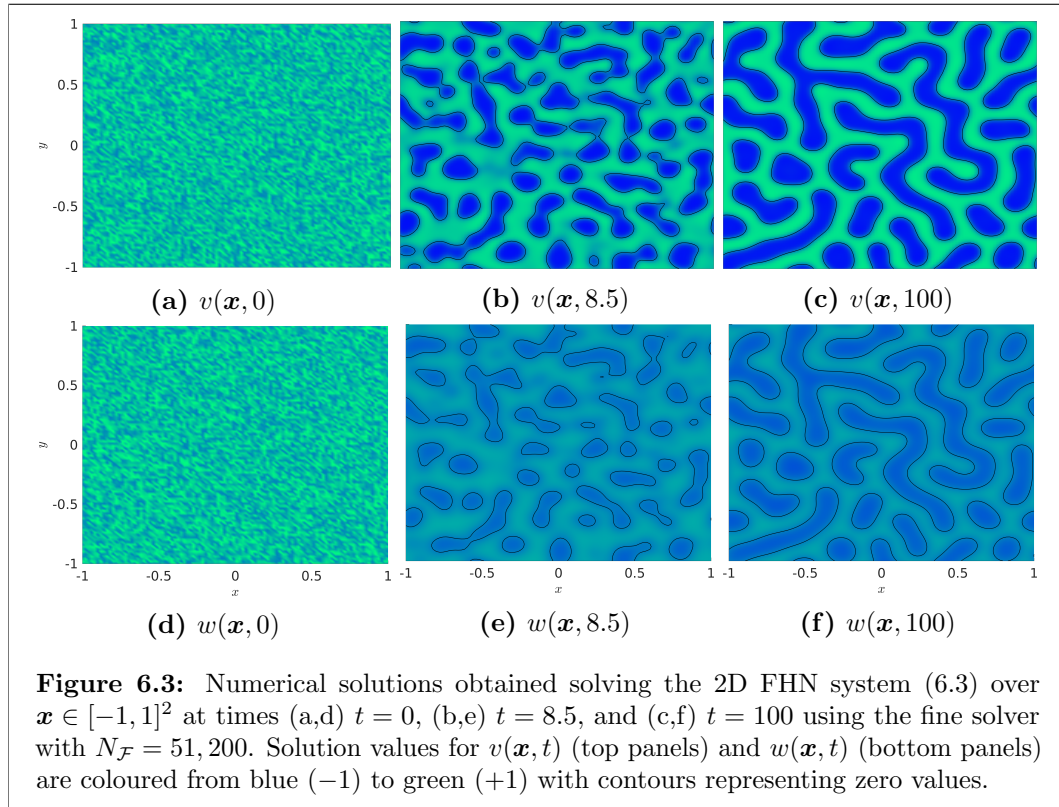 1
0.5
0
-0.5
-1
y
(a) v(x, 0)
(b) v(x, 8.5)
(c) v(x, 100)
1
0.5
0
-0.5
-1
y
-1 -0.5 0 0.5 1
x
-1 -0.5 0 0.5 1
x
-1 -0.5 0 0.5 1
x
(d) w(x, 0)
(e) w(x, 8.5)
(f) w(x, 100)
Figure 6.3: Numerical solutions obtained solving the 2D FHN system (6.3) over
x ∈ [−1, 1]² at times (a,d) t = 0, (b,e) t = 8.5, and (c,f) t = 100 using the fine solver
with N_F = 51, 200. Solution values for v(x, t) (top panels) and w(x, t) (bottom panels)
are coloured from blue (−1) to green (+1) with contours representing zero values.